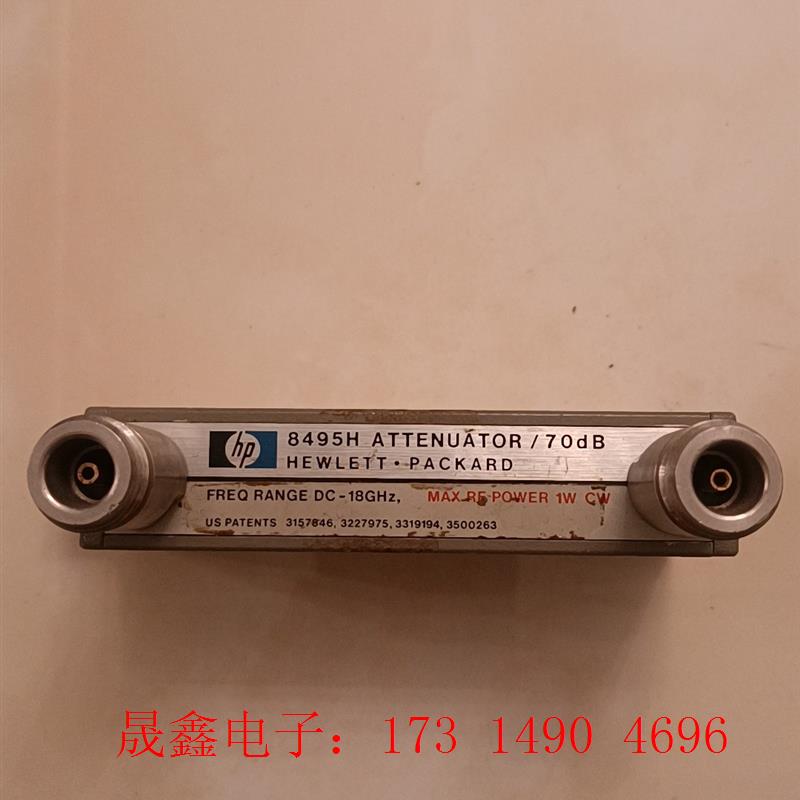 hp
8495H ATTENUATOR/70dB
HEWLETT·PACKARD
FREQ RANGE DC-18GHz, MAX RF POWER 1W CW
US PATENTS 3157846, 3227975, 3319194, 3500263
晟鑫电子：173 1490 4696